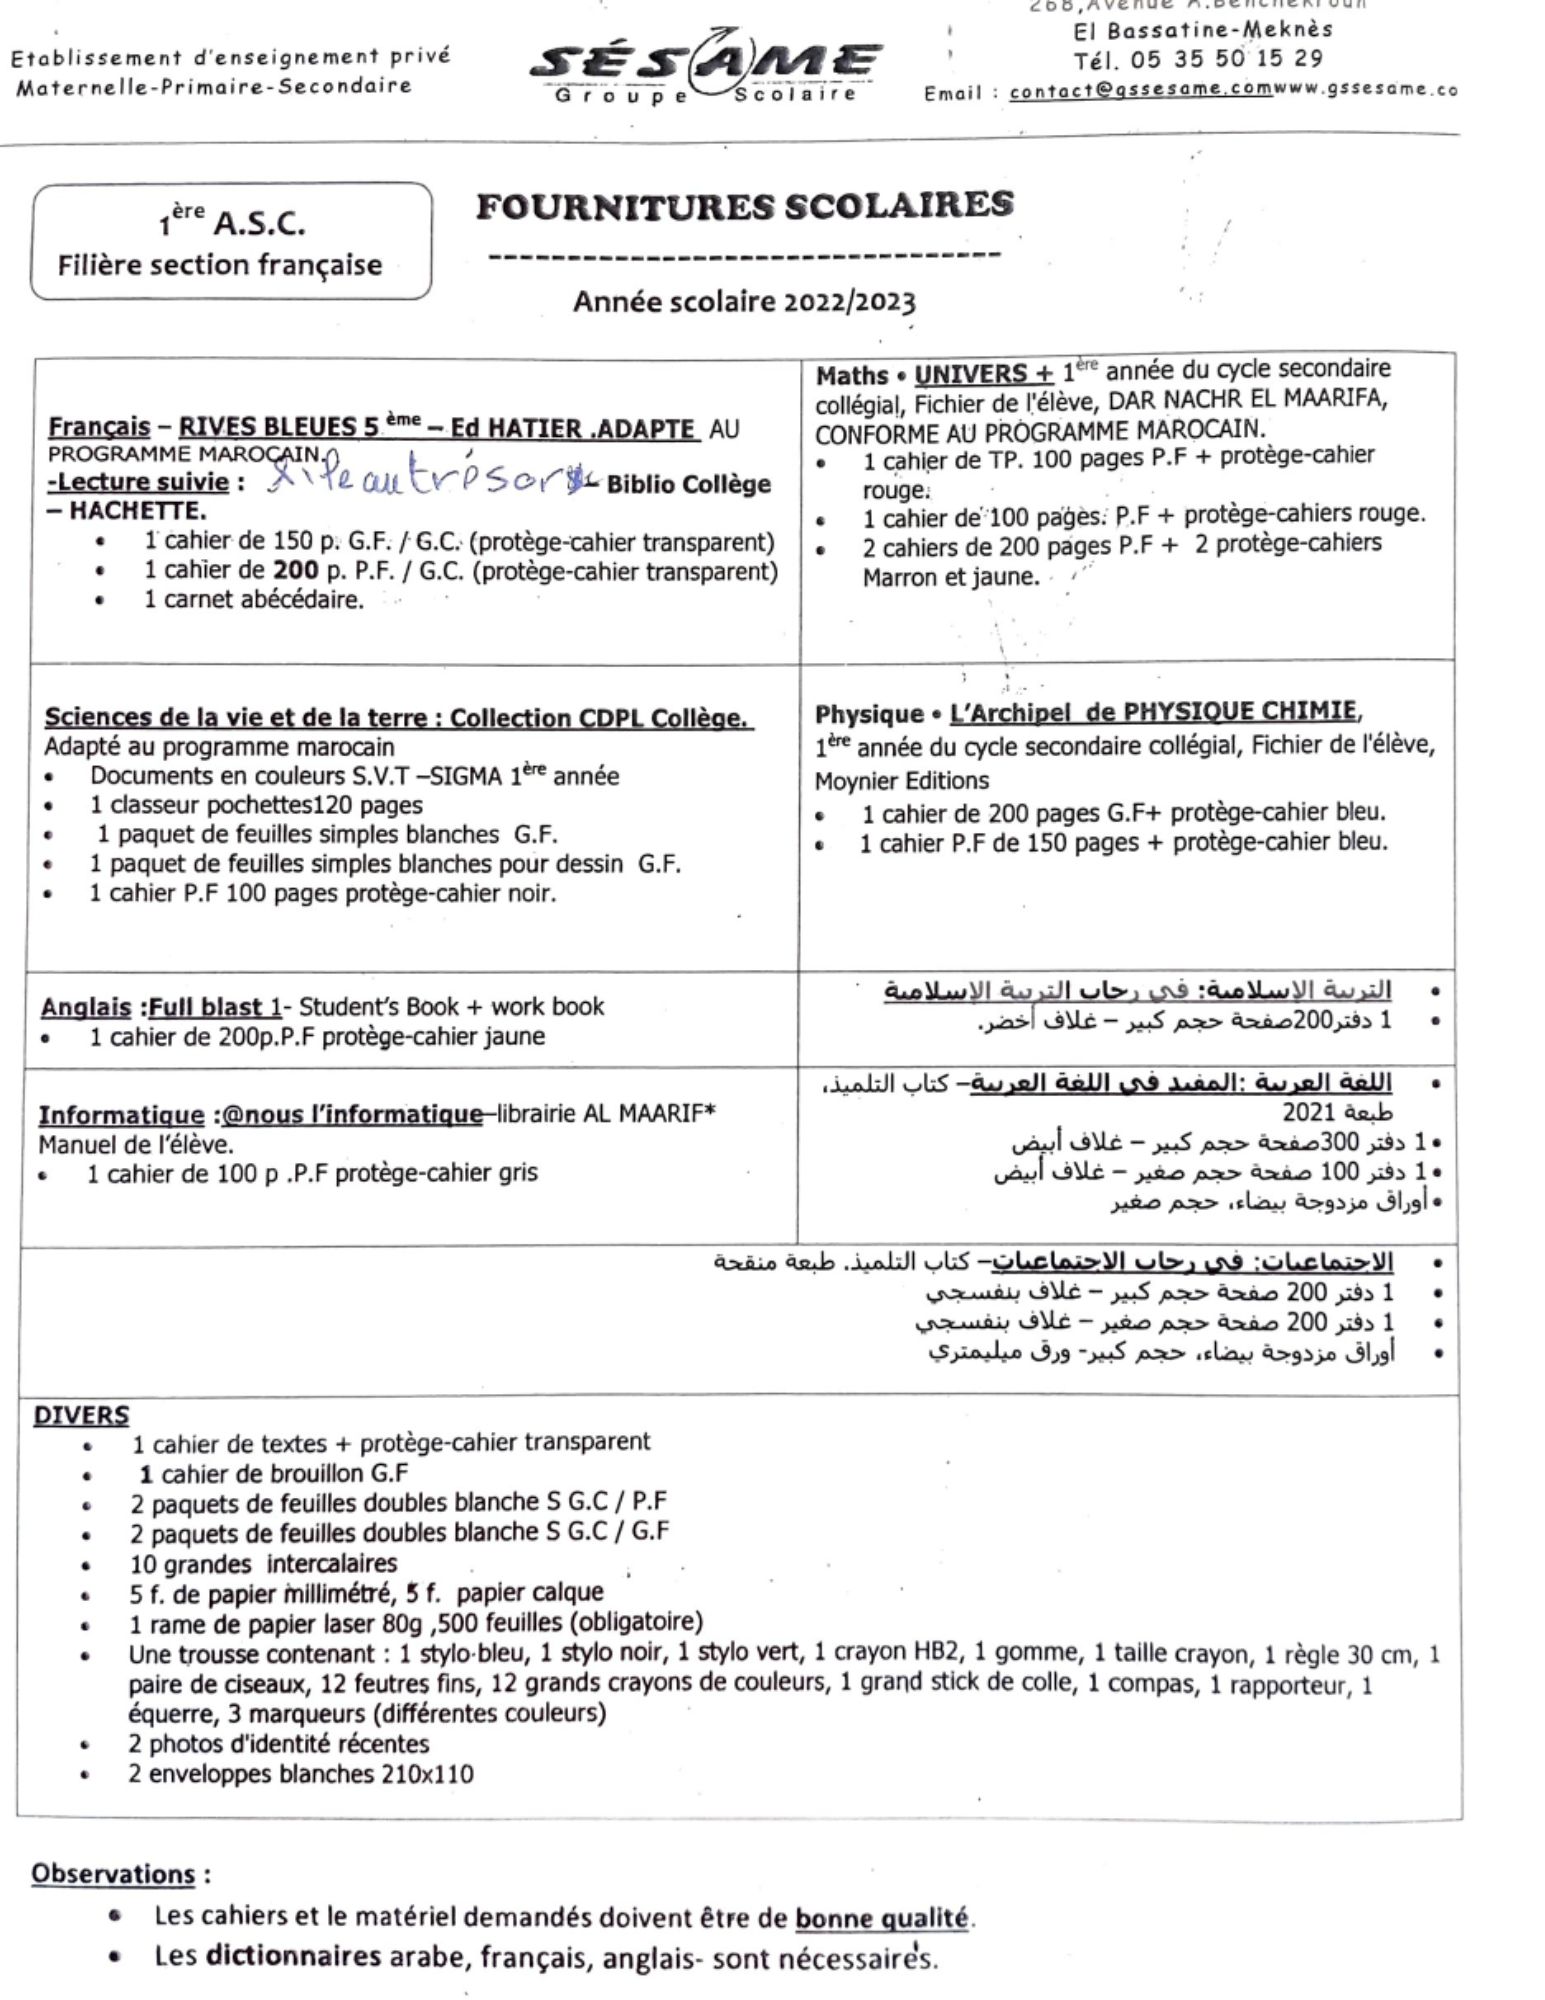 El Bassatine-Meknès
Etablissement d'enseignement privé
Maternelle-Primaire-Secondaire
SÉSAME
Groupe Scolaire
Tél. 05 35 50 15 29
Email : contact@gssesame.comwww.gssesame.co
1ère A.S.C.
Filière section française
FOURNITURES SCOLAIRES
---------------------------------
Année scolaire 2022/2023
Français – RIVES BLEUES 5 ème – Ed HATIER .ADAPTE AU
PROGRAMME MAROCAIN.
-Lecture suivie : L'île au trésor – Biblio Collège
– HACHETTE.
• 1 cahier de 150 p. G.F. / G.C. (protège-cahier transparent)
• 1 cahier de 200 p. P.F. / G.C. (protège-cahier transparent)
• 1 carnet abécédaire.
Maths • UNIVERS + 1ère année du cycle secondaire
collégial, Fichier de l'élève, DAR NACHR EL MAARIFA,
CONFORME AU PROGRAMME MAROCAIN.
• 1 cahier de TP. 100 pages P.F + protège-cahier
rouge.
• 1 cahier de 100 pages. P.F + protège-cahiers rouge.
• 2 cahiers de 200 pages P.F + 2 protège-cahiers
Marron et jaune.
Sciences de la vie et de la terre : Collection CDPL Collège.
Adapté au programme marocain
• Documents en couleurs S.V.T –SIGMA 1ère année
• 1 classeur pochettes120 pages
• 1 paquet de feuilles simples blanches G.F.
• 1 paquet de feuilles simples blanches pour dessin G.F.
• 1 cahier P.F 100 pages protège-cahier noir.
Physique • L'Archipel de PHYSIQUE CHIMIE,
1ère année du cycle secondaire collégial, Fichier de l'élève,
Moynier Editions
• 1 cahier de 200 pages G.F+ protège-cahier bleu.
• 1 cahier P.F de 150 pages + protège-cahier bleu.
Anglais :Full blast 1- Student's Book + work book
• 1 cahier de 200p.P.F protège-cahier jaune
• التربية الإسلامية: في رحاب التربية الإسلامية
• 1 دفتر200صفحة حجم كبير – غلاف أخضر.
Informatique :@nous l'informatique–librairie AL MAARIF*
Manuel de l'élève.
• 1 cahier de 100 p .P.F protège-cahier gris
• اللغة العربية :المفيد في اللغة العربية– كتاب التلميذ،
طبعة 2021
• 1 دفتر 300صفحة حجم كبير – غلاف أبيض
• 1 دفتر 100 صفحة حجم صغير – غلاف أبيض
• أوراق مزدوجة بيضاء، حجم صغير
• الاجتماعيات: في رحاب الاجتماعيات– كتاب التلميذ. طبعة منقحة
• 1 دفتر 200 صفحة حجم كبير – غلاف بنفسجي
• 1 دفتر 200 صفحة حجم صغير – غلاف بنفسجي
• أوراق مزدوجة بيضاء، حجم كبير- ورق ميليمتري
DIVERS
• 1 cahier de textes + protège-cahier transparent
• 1 cahier de brouillon G.F
• 2 paquets de feuilles doubles blanche S G.C / P.F
• 2 paquets de feuilles doubles blanche S G.C / G.F
• 10 grandes intercalaires
• 5 f. de papier millimétré, 5 f. papier calque
• 1 rame de papier laser 80g ,500 feuilles (obligatoire)
• Une trousse contenant : 1 stylo bleu, 1 stylo noir, 1 stylo vert, 1 crayon HB2, 1 gomme, 1 taille crayon, 1 règle 30 cm, 1
paire de ciseaux, 12 feutres fins, 12 grands crayons de couleurs, 1 grand stick de colle, 1 compas, 1 rapporteur, 1
équerre, 3 marqueurs (différentes couleurs)
• 2 photos d'identité récentes
• 2 enveloppes blanches 210x110
Observations :
• Les cahiers et le matériel demandés doivent être de bonne qualité.
• Les dictionnaires arabe, français, anglais- sont nécessaires.